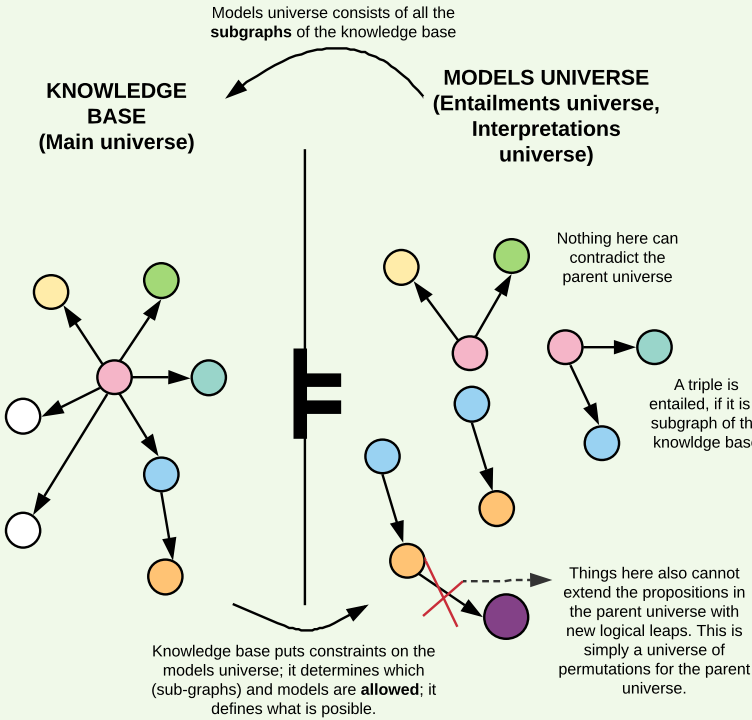 Models universe consists of all the
subgraphs of the knowledge base
KNOWLEDGE
BASE
(Main universe)
MODELS UNIVERSE
(Entailments universe,
Interpretations
universe)
Nothing here can
contradict the
parent universe
A triple is
entailed, if it is
subgraph of th
knowldge bas
Things here also cannot
extend the propositions in
the parent universe with
new logical leaps. This is
simply a universe of
permutations for the parent
universe.
Knowledge base puts constraints on the
models universe; it determines which
(sub-graphs) and models are allowed; it
defines what is possible.